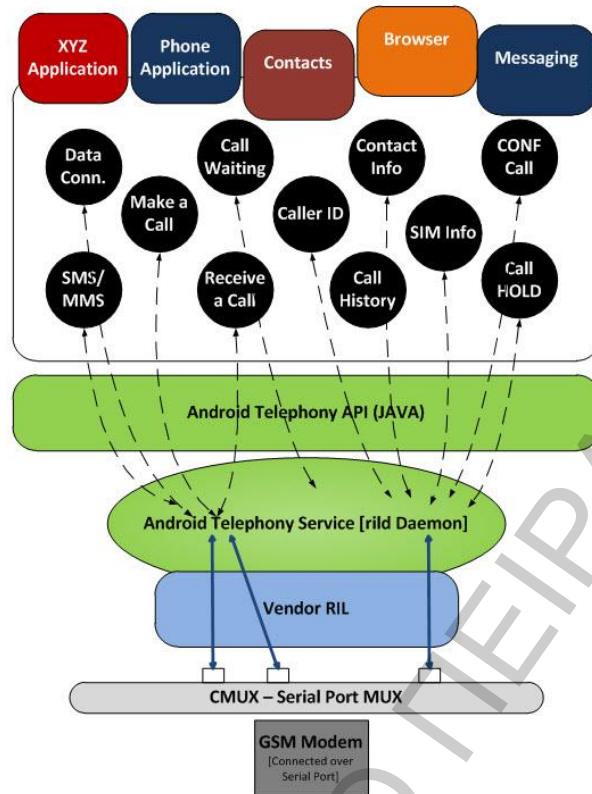 XYZ
Application
Phone
Application
Contacts
Browser
Messaging
Data
Conn.
Make a
Call
Call
Waiting
Caller ID
Contact
Info
SIM Info
CONF
Call
SMS/
MMS
Receive
a Call
Call
History
Call
HOLD
Android Telephony API (JAVA)
Android Telephony Service [rild Daemon]
Vendor RIL
CMUX – Serial Port MUX
GSM Modem
[Connected over
Serial Port]
Ο ΠΕΙΡΑ